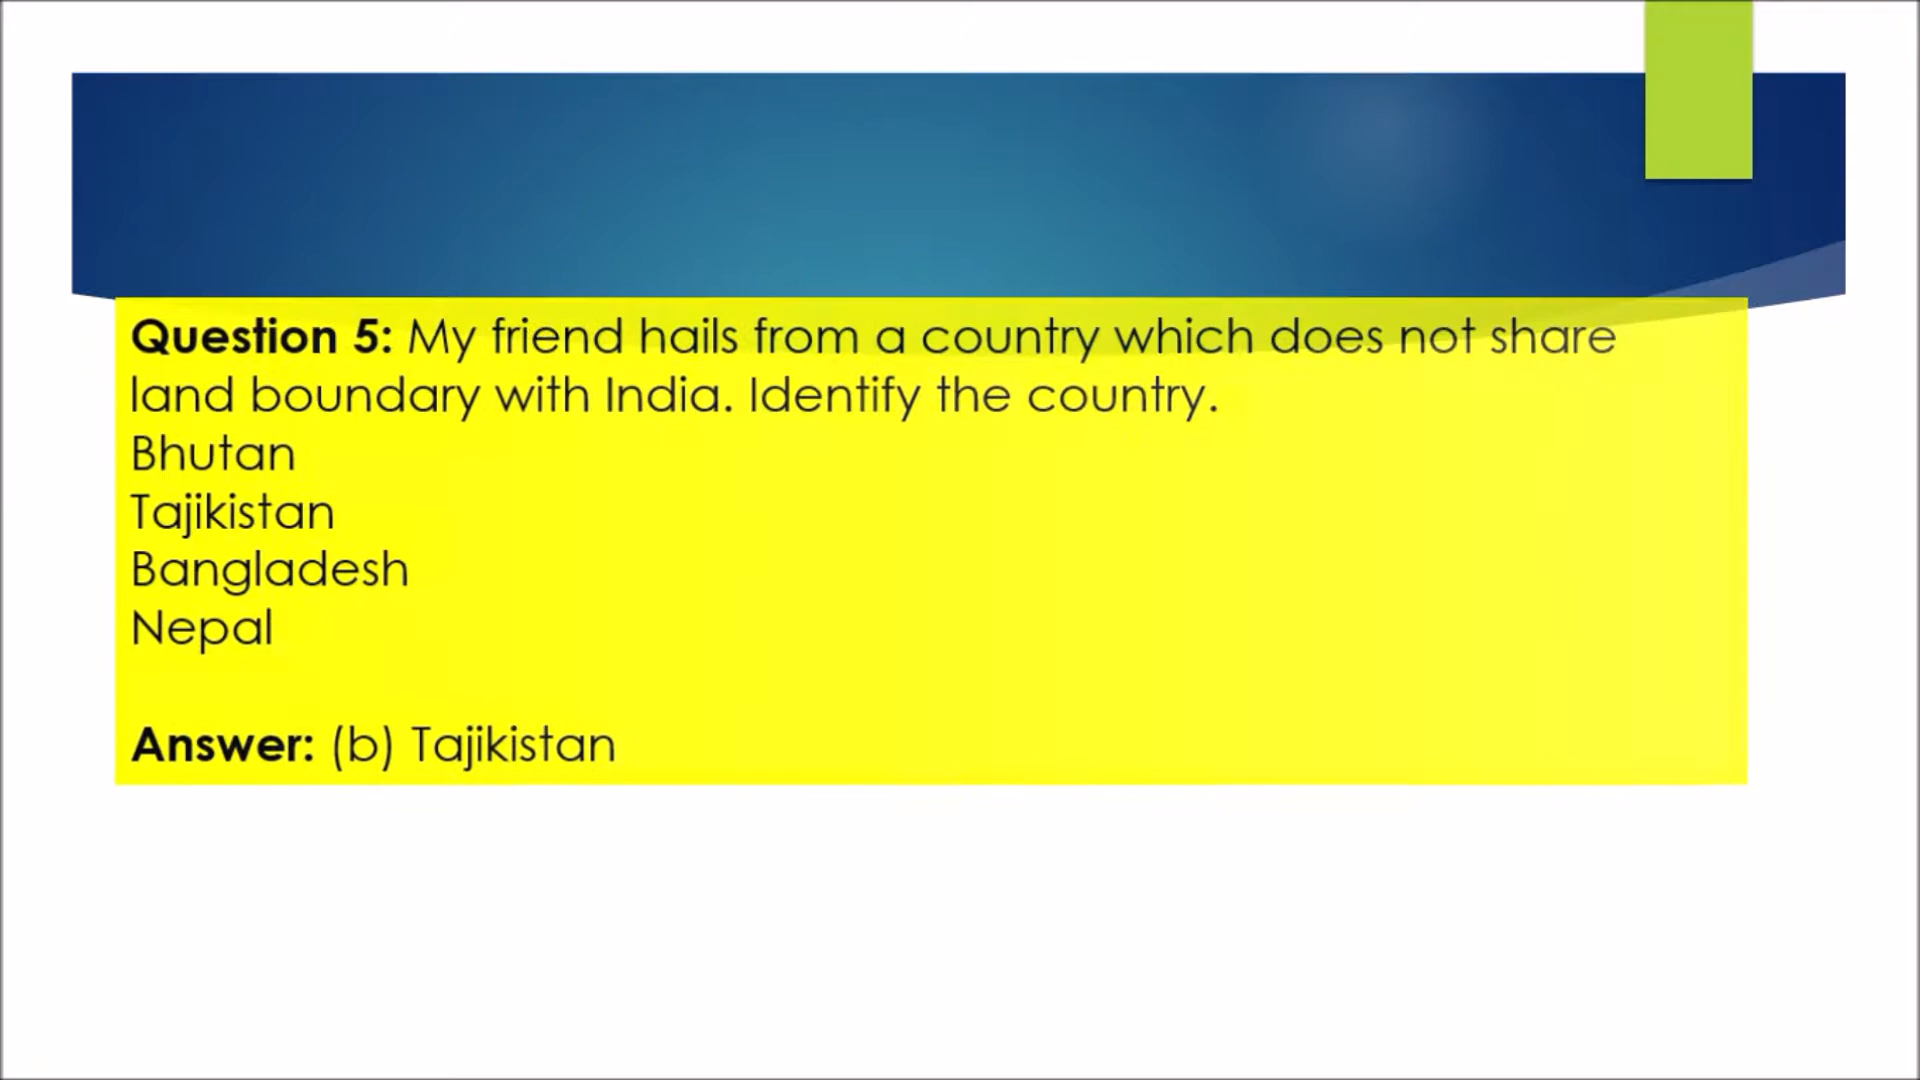 Question 5: My friend hails from a country which does not share
land boundary with India. Identify the country.
Bhutan
Tajikistan
Bangladesh
Nepal
Answer: (b) Tajikistan